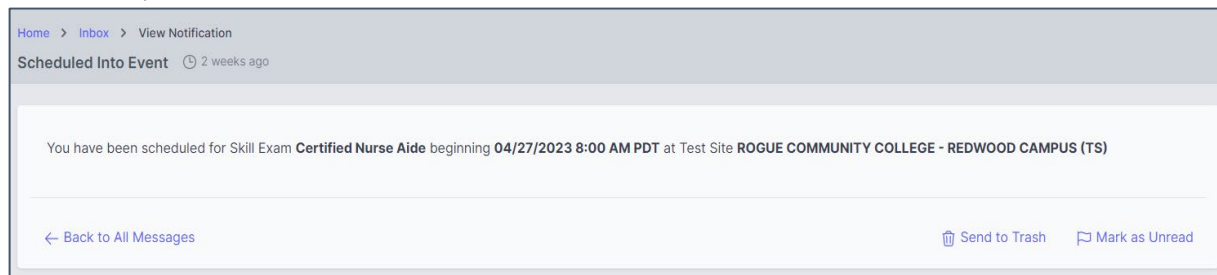 Home > Inbox > View Notification
Scheduled Into Event 2 weeks ago
You have been scheduled for Skill Exam Certified Nurse Aide beginning 04/27/2023 8:00 AM PDT at Test Site ROGUE COMMUNITY COLLEGE - REDWOOD CAMPUS (TS)
← Back to All Messages Send to Trash Mark as Unread